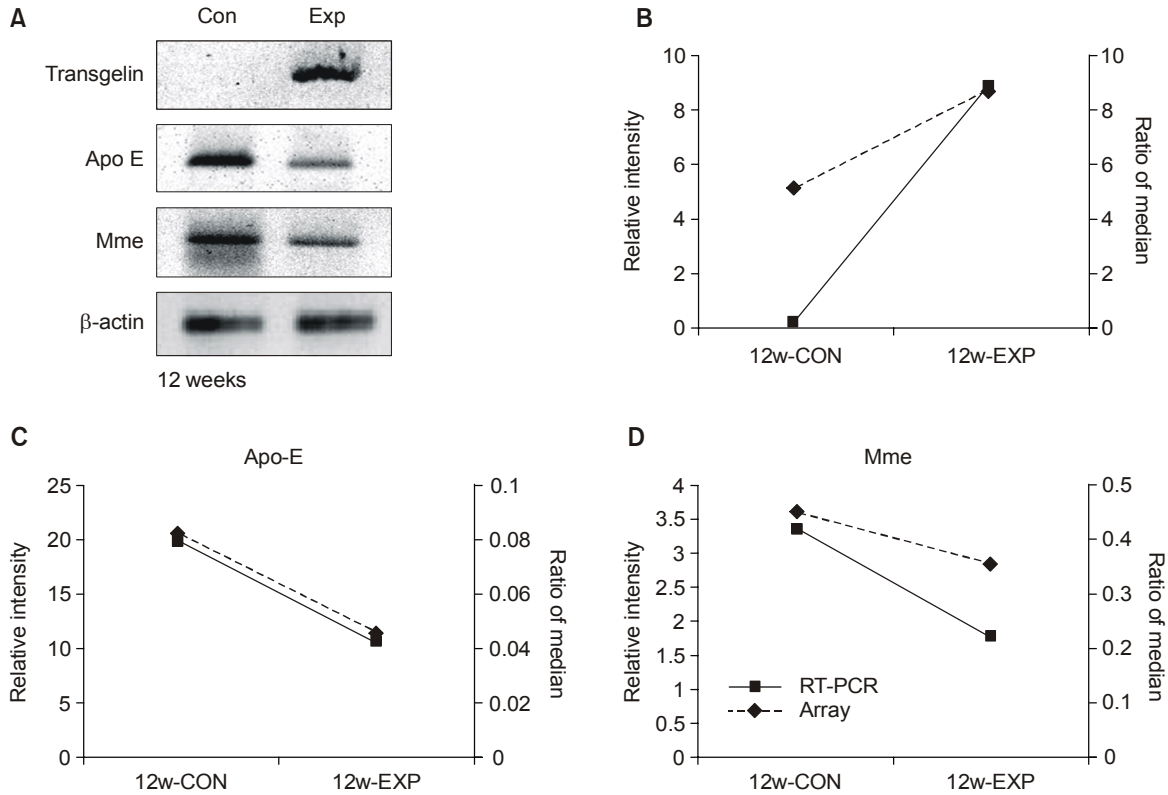 A
Con Exp
Transgelin
Apo E
Mme
β-actin
12 weeks
B
Relative intensity
10
8
6
4
2
0
10
8
6
4
2
0
Ratio of median
12w-CON 12w-EXP
C
Apo-E
Relative intensity
25
20
15
10
5
0
0.1
0.08
0.06
0.04
0.02
0
Ratio of median
12w-CON 12w-EXP
D
Mme
Relative intensity
4
3.5
3
2.5
2
1.5
1
0.5
0
0.5
0.4
0.3
0.2
0.1
0
Ratio of median
RT-PCR
Array
12w-CON 12w-EXP